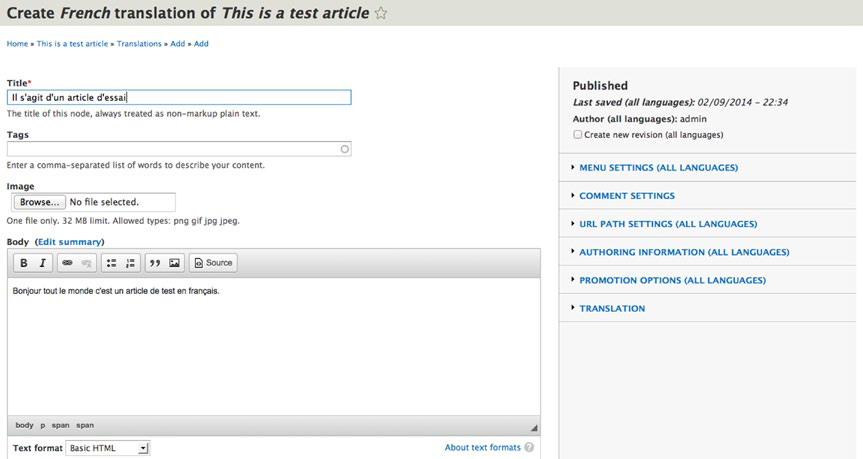 Create French translation of This is a test article
Home » This is a test article » Translations » Add » Add
Title*
Il s'agit d'un article d'essai
The title of this node, always treated as non-markup plain text.
Tags
Enter a comma-separated list of words to describe your content.
Image
Browse... No file selected.
One file only. 32 MB limit. Allowed types: png gif jpg jpeg.
Body (Edit summary)
B I Source
Bonjour tout le monde c'est un article de test en français.
body p span span
Text format Basic HTML About text formats ?
Published
Last saved (all languages): 02/09/2014 - 22:34
Author (all languages): admin
Create new revision (all languages)
MENU SETTINGS (ALL LANGUAGES)
COMMENT SETTINGS
URL PATH SETTINGS (ALL LANGUAGES)
AUTHORING INFORMATION (ALL LANGUAGES)
PROMOTION OPTIONS (ALL LANGUAGES)
TRANSLATION